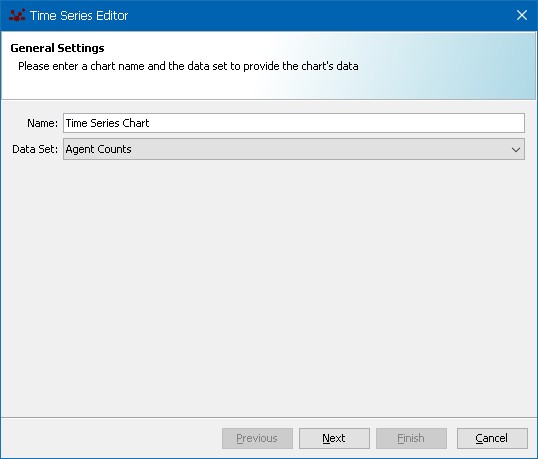 Time Series Editor
General Settings
Please enter a chart name and the data set to provide the chart's data
Name: Time Series Chart
Data Set: Agent Counts
Previous Next Finish Cancel